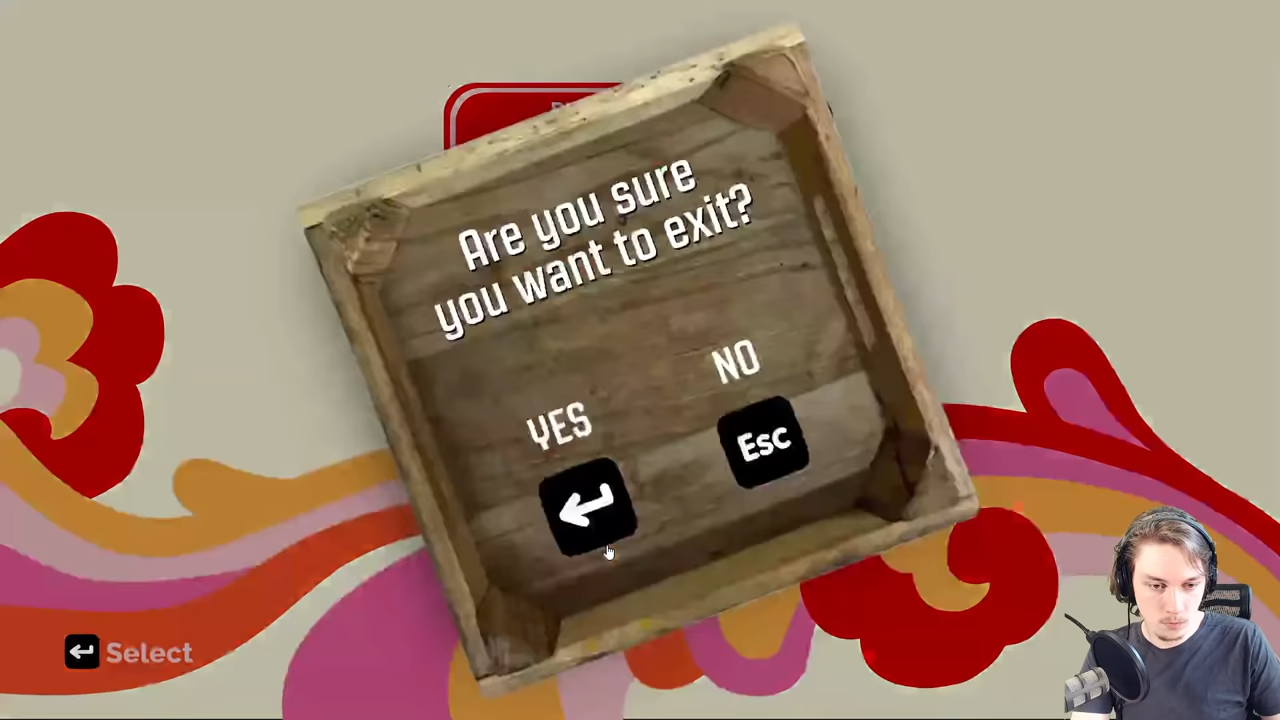 Are you sure
you want to exit?
NO
YES
Esc
Select